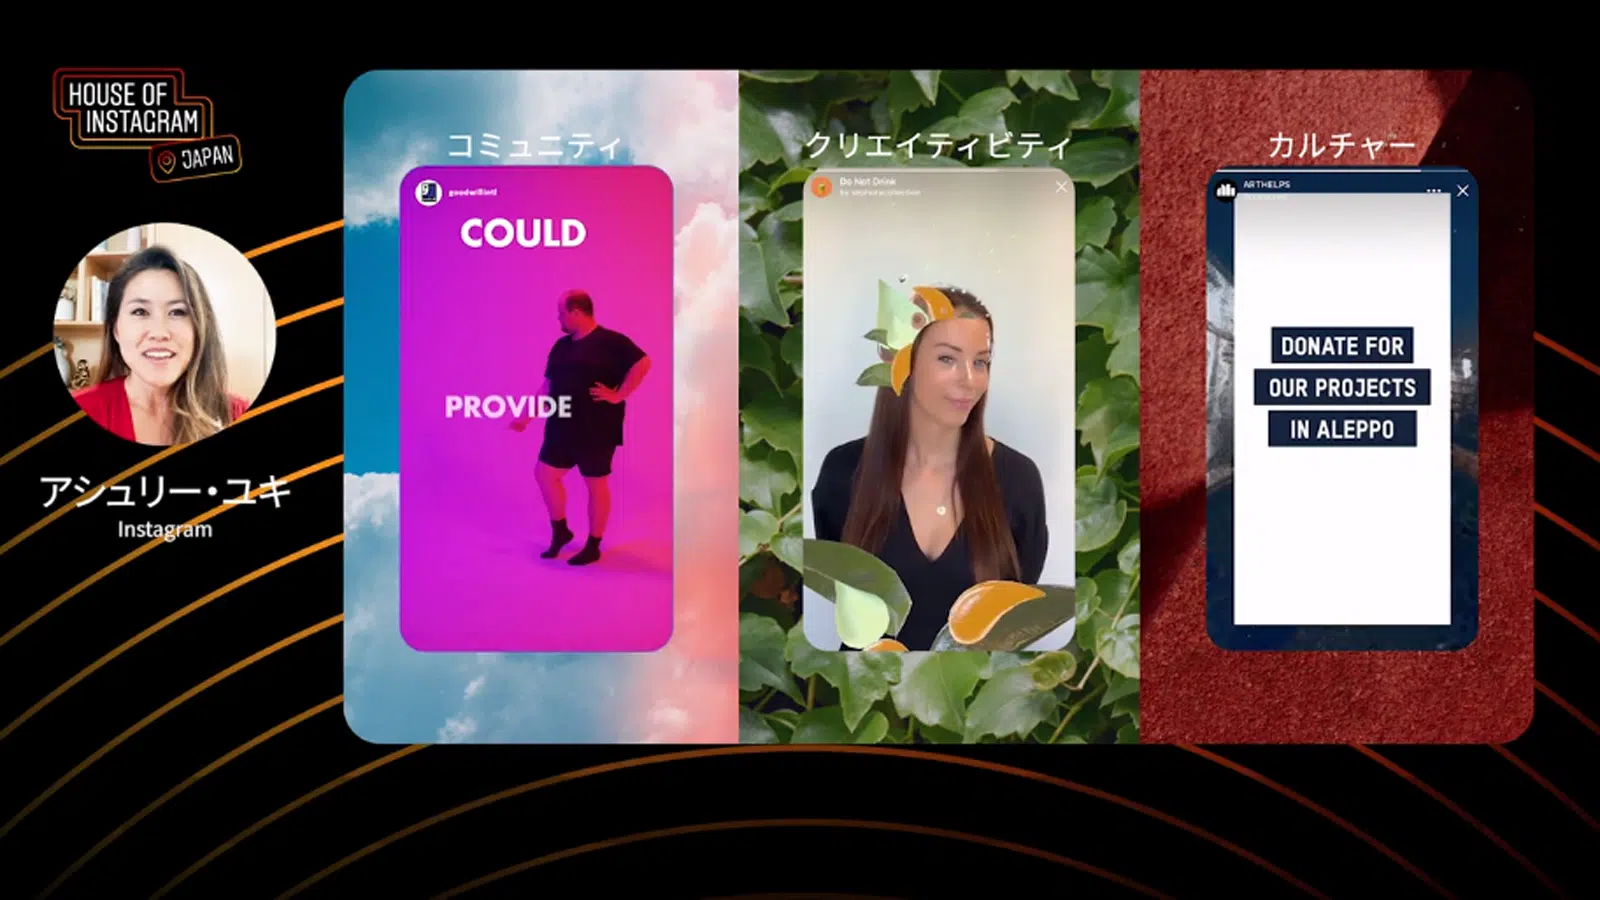 HOUSE OF
INSTAGRAM
JAPAN
アシュリー・ユキ
Instagram
コミュニティ
goodwillintl
COULD
PROVIDE
クリエイティビティ
Do Not Drink
カルチャー
ARTHELPS
DONATE FOR
OUR PROJECTS
IN ALEPPO